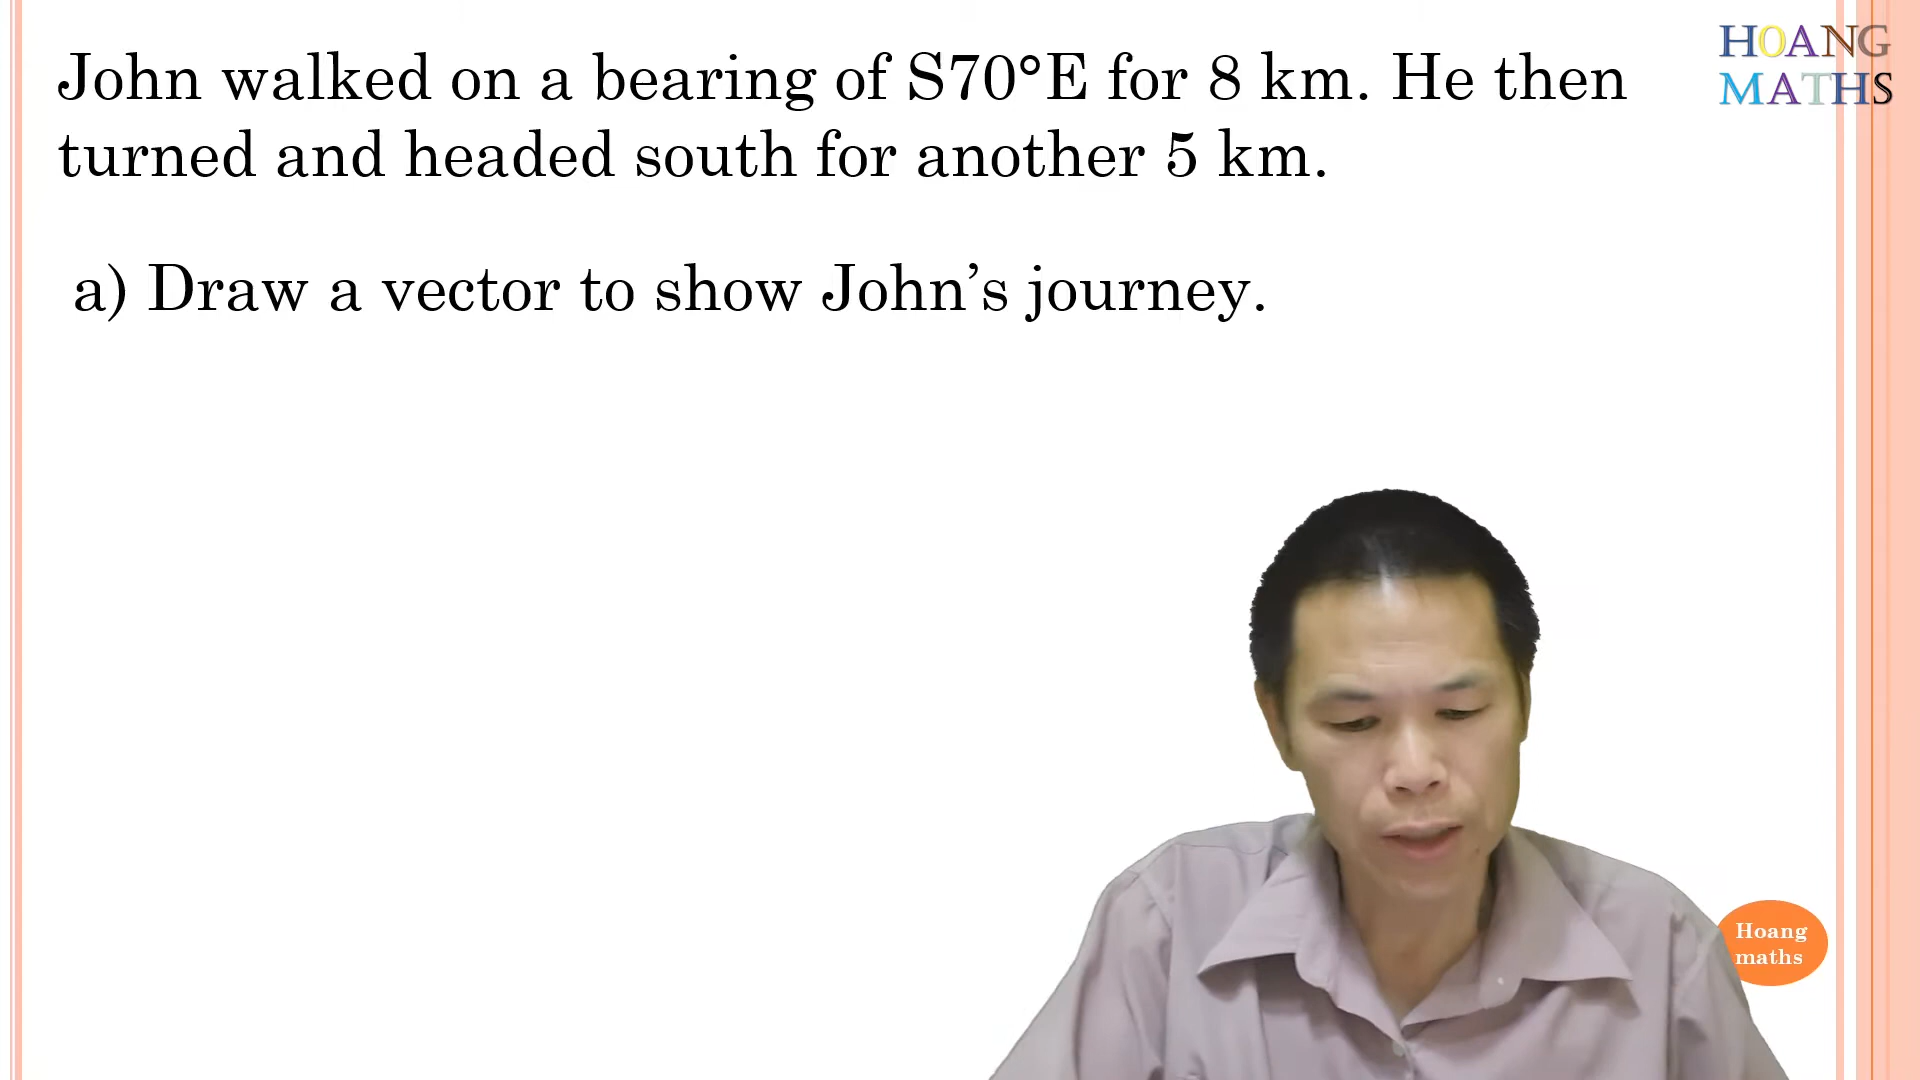 John walked on a bearing of S70°E for 8 km. He then
turned and headed south for another 5 km.
a) Draw a vector to show John’s journey.
HOANG
MATHS
Hoang
maths